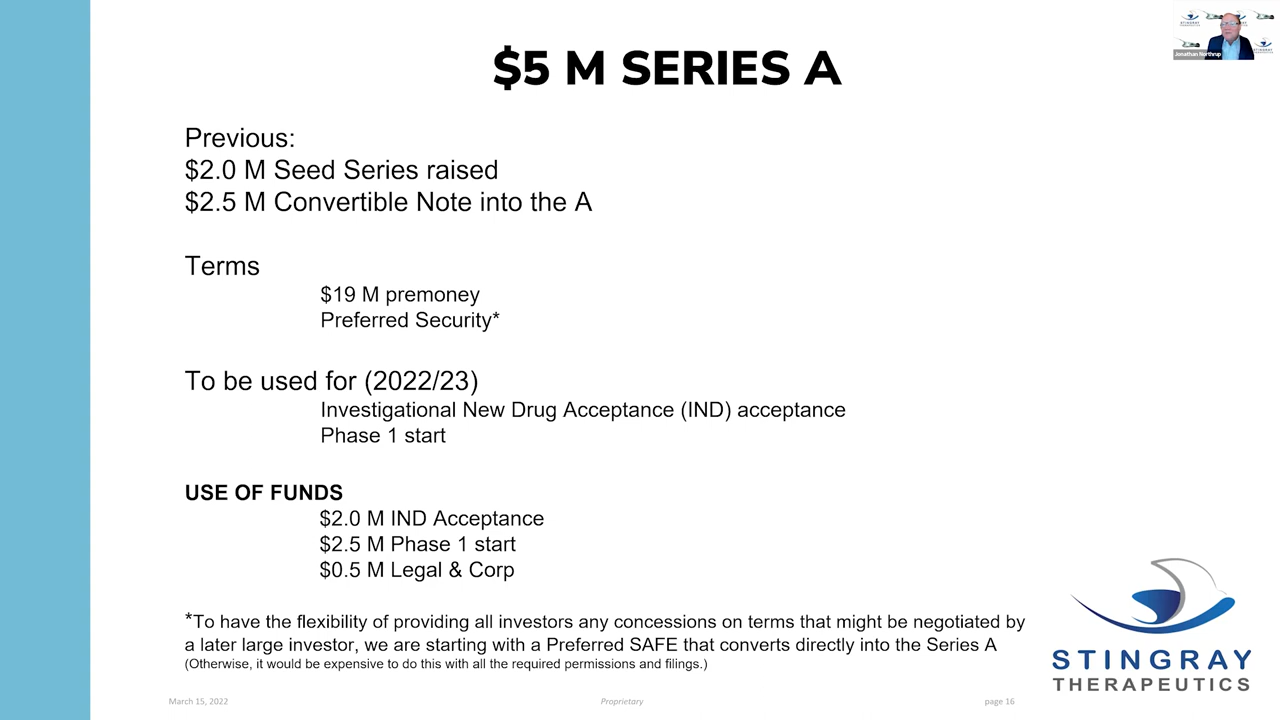 $5 M SERIES A
Jonathan Northrup
Previous:
$2.0 M Seed Series raised
$2.5 M Convertible Note into the A
Terms
$19 M premoney
Preferred Security*
To be used for (2022/23)
Investigational New Drug Acceptance (IND) acceptance
Phase 1 start
USE OF FUNDS
$2.0 M IND Acceptance
$2.5 M Phase 1 start
$0.5 M Legal & Corp
*To have the flexibility of providing all investors any concessions on terms that might be negotiated by
a later large investor, we are starting with a Preferred SAFE that converts directly into the Series A
(Otherwise, it would be expensive to do this with all the required permissions and filings.)
STINGRAY
THERAPEUTICS
March 15, 2022
Proprietary
page 16